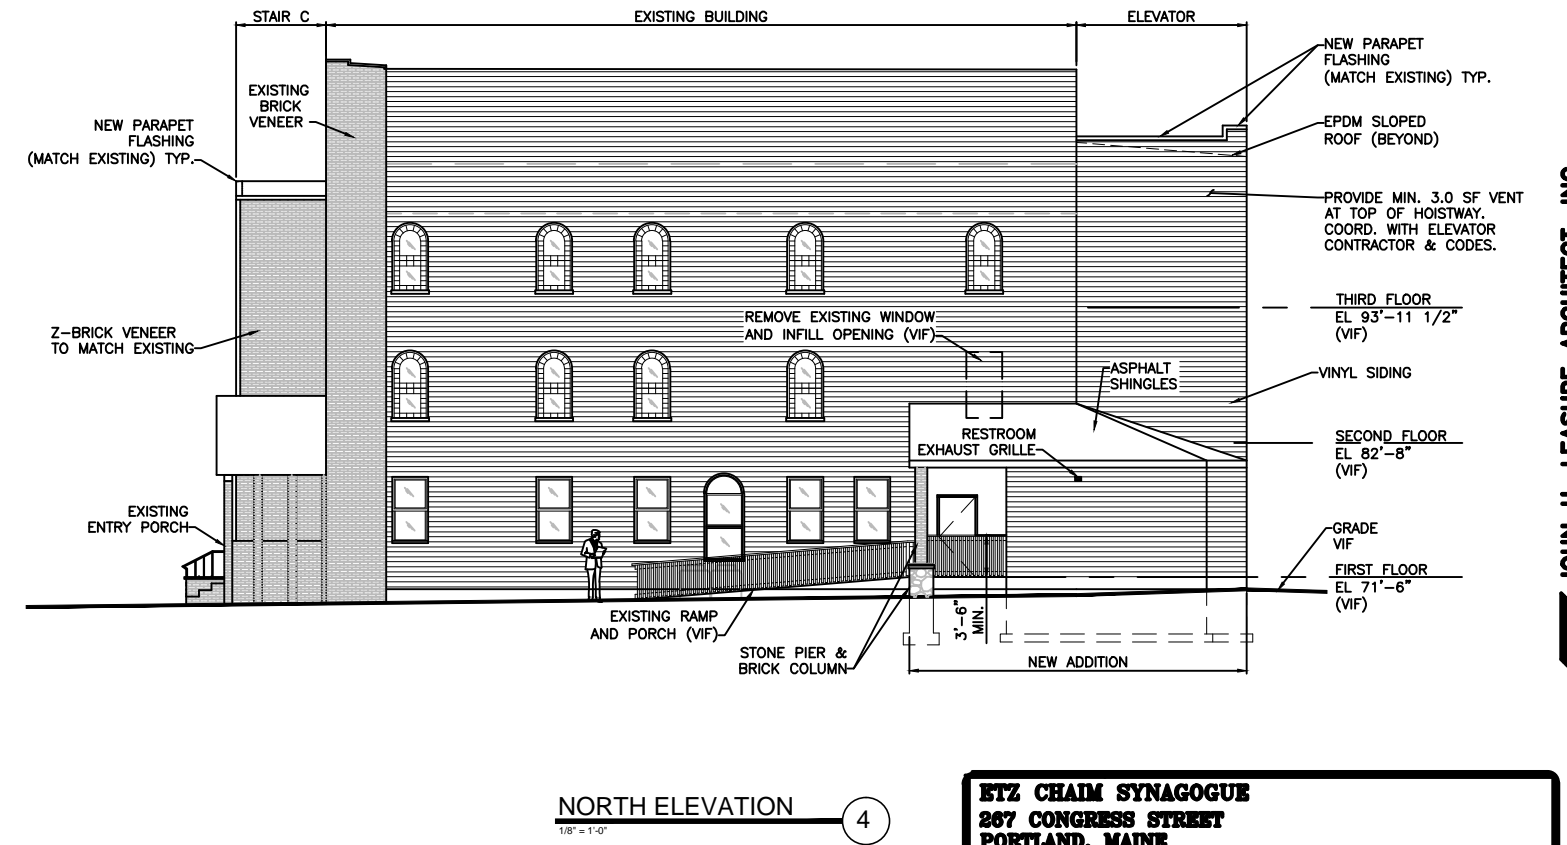 STAIR C
EXISTING BUILDING
ELEVATOR
NEW PARAPET
FLASHING
(MATCH EXISTING) TYP.
EXISTING
BRICK
VENEER
NEW PARAPET
FLASHING
(MATCH EXISTING) TYP.
EPDM SLOPED
ROOF (BEYOND)
PROVIDE MIN. 3.0 SF VENT
AT TOP OF HOISTWAY.
COORD. WITH ELEVATOR
CONTRACTOR & CODES.
THIRD FLOOR
EL 93'-11 1/2"
(VIF)
REMOVE EXISTING WINDOW
AND INFILL OPENING (VIF)
Z-BRICK VENEER
TO MATCH EXISTING
ASPHALT
SHINGLES
VINYL SIDING
RESTROOM
EXHAUST GRILLE
SECOND FLOOR
EL 82'-8"
(VIF)
EXISTING
ENTRY PORCH
GRADE
VIF
FIRST FLOOR
EL 71'-6"
(VIF)
EXISTING RAMP
AND PORCH (VIF)
3'-6"
MIN.
STONE PIER &
BRICK COLUMN
NEW ADDITION
NORTH ELEVATION
4
1/8" = 1'-0"
ETZ CHAIM SYNAGOGUE
267 CONGRESS STREET
PORTLAND, MAINE
JOHN H. LEASURE ARCHITECT, INC